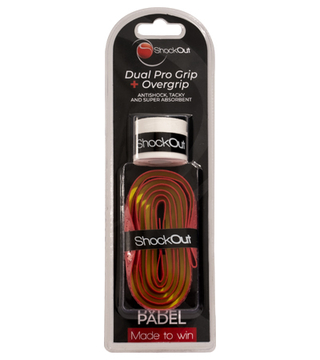 ShockOut
Dual Pro Grip
+ Overgrip
ANTISHOCK, TACKY
AND SUPER ABSORBENT
ShockOut
ShockOut
PADEL
Made to win